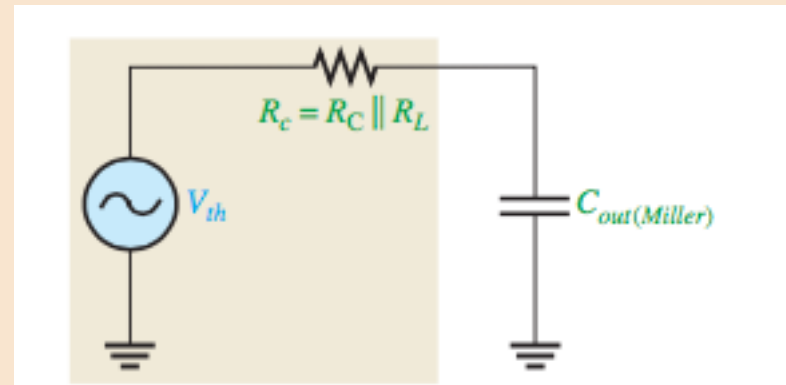 R_c = R_C || R_L
V_th
C_out(Miller)